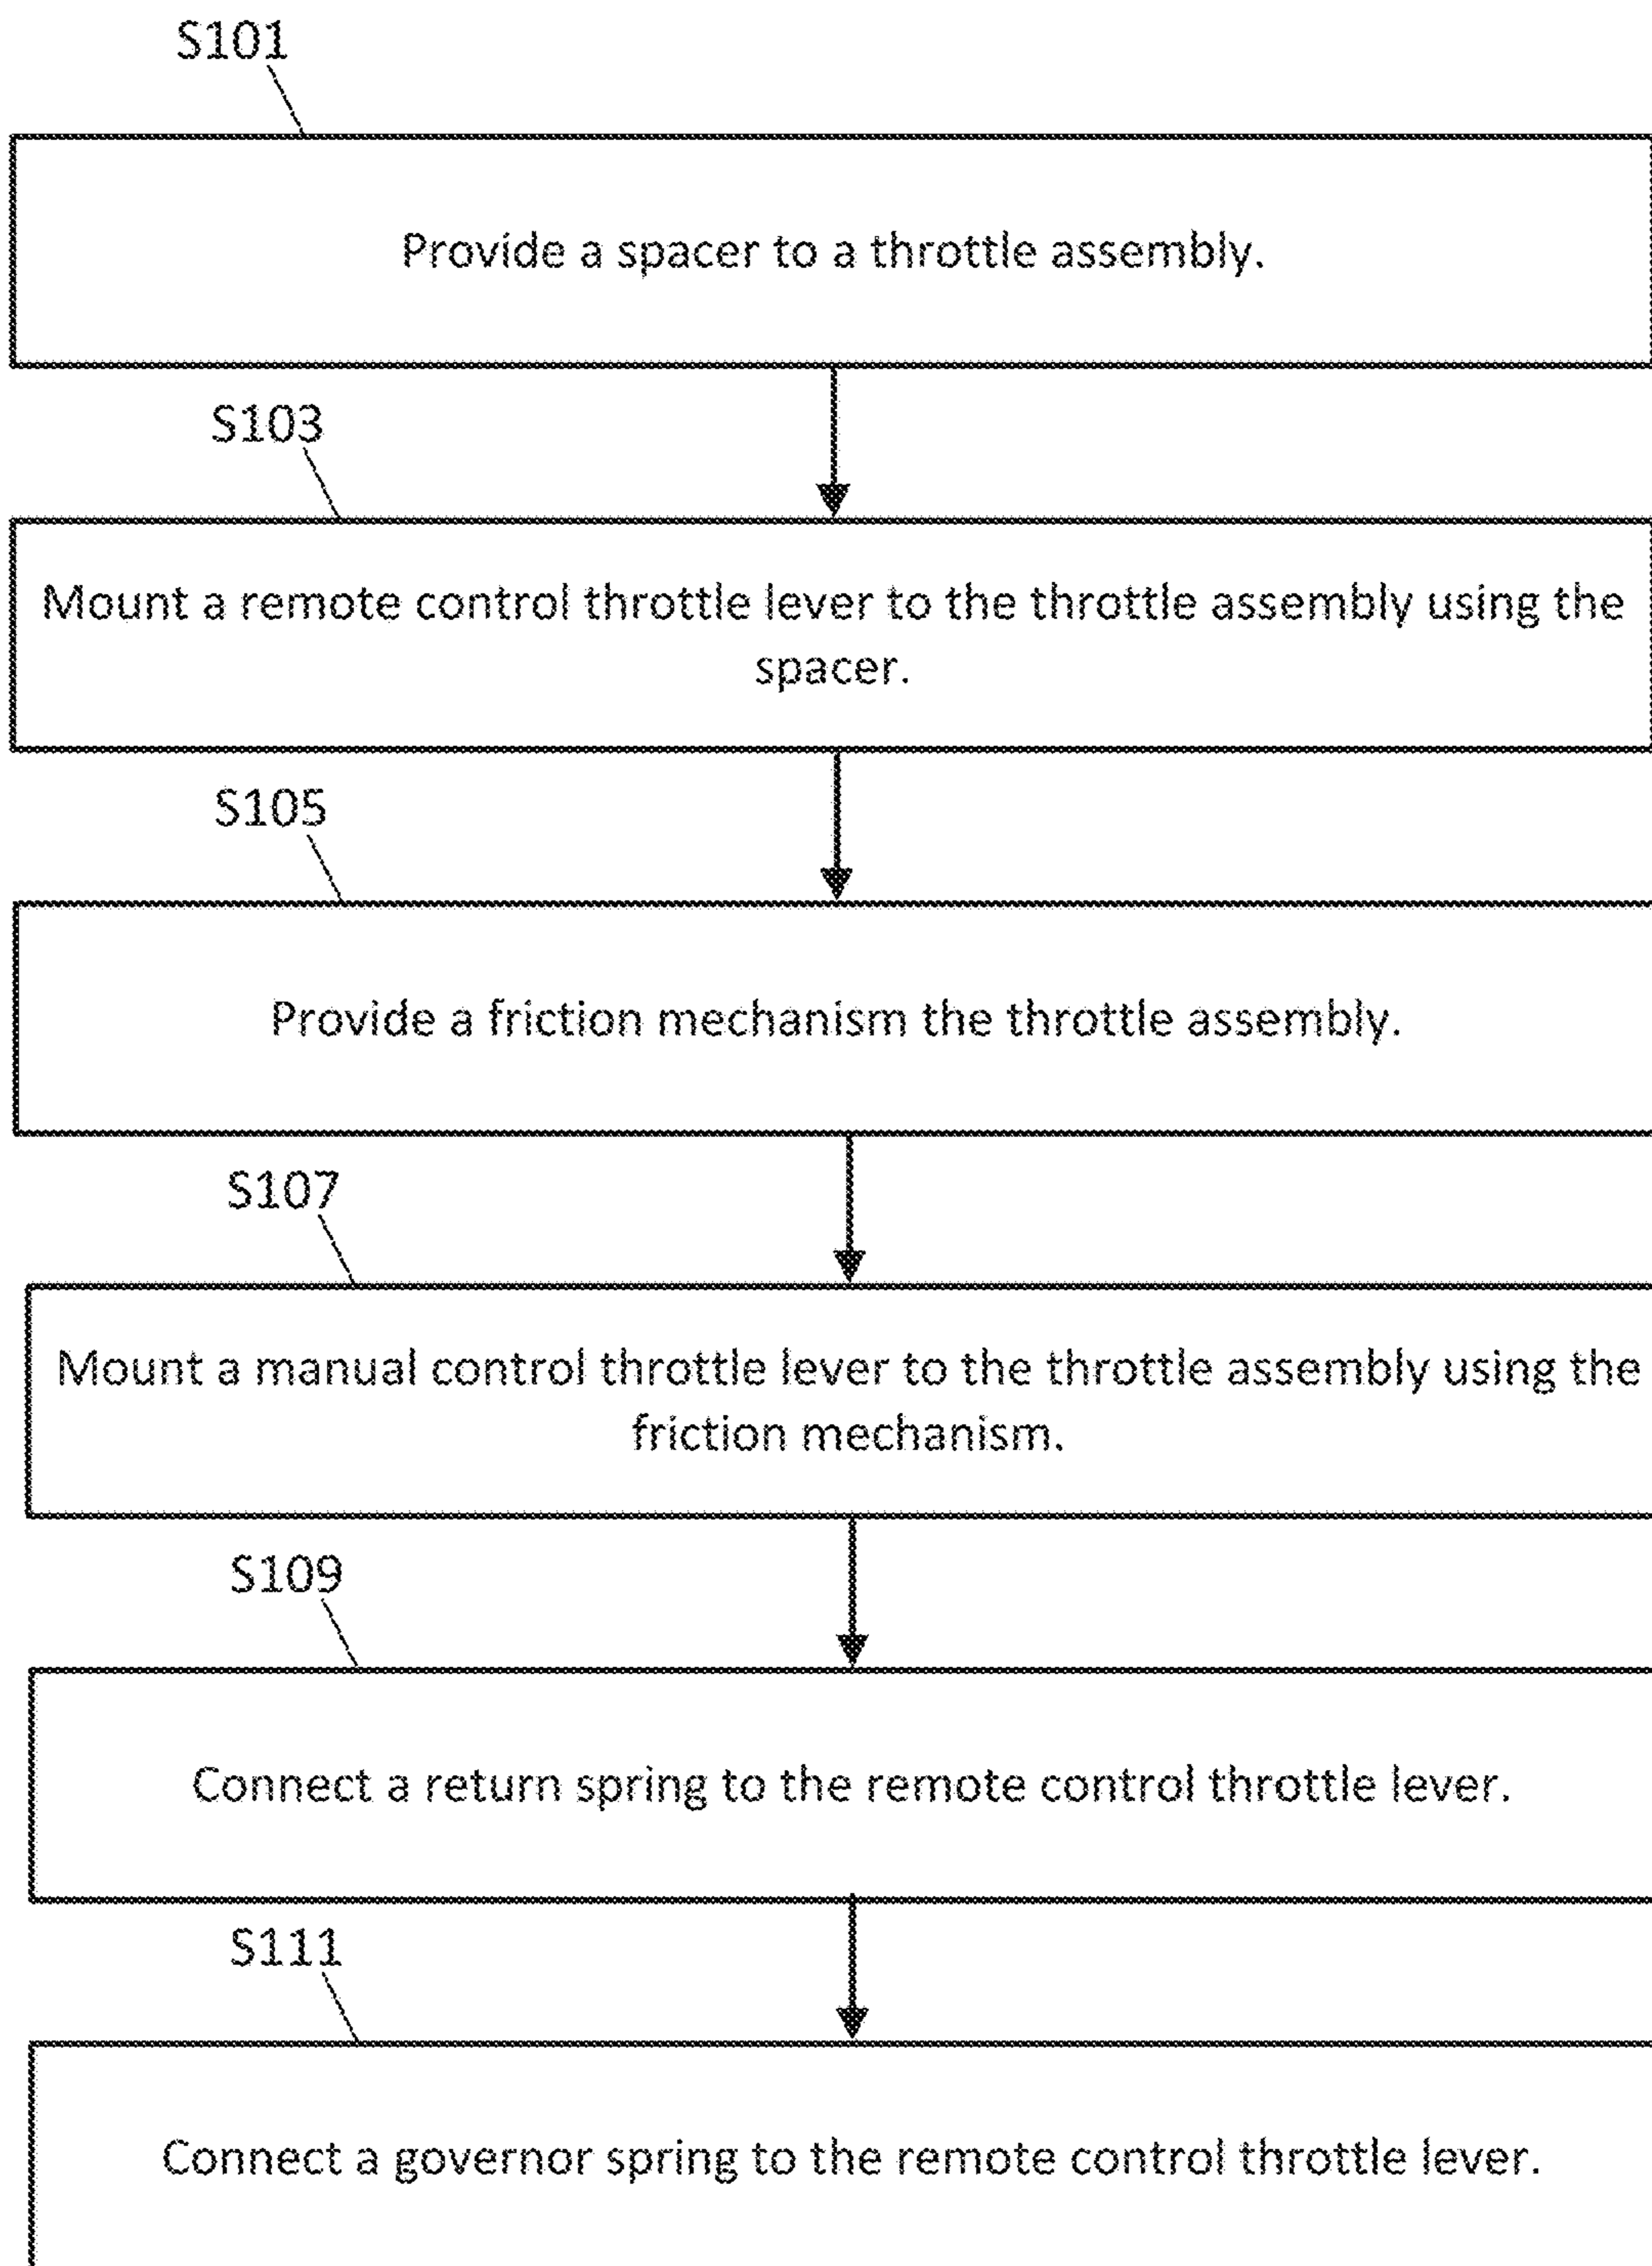 S101
Provide a spacer to a throttle assembly.
S103
Mount a remote control throttle lever to the throttle assembly using the
spacer.
S105
Provide a friction mechanism the throttle assembly.
S107
Mount a manual control throttle lever to the throttle assembly using the
friction mechanism.
S109
Connect a return spring to the remote control throttle lever.
S111
Connect a governor spring to the remote control throttle lever.